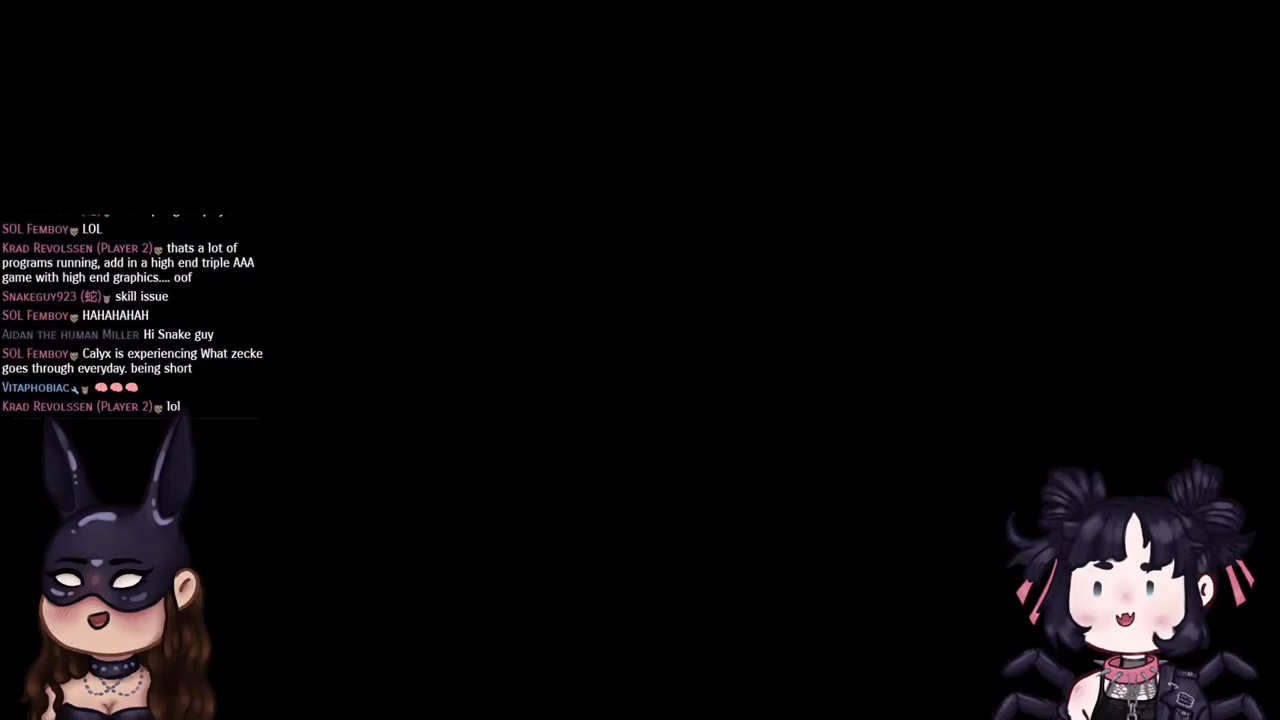 SOL FEMBOY LOL
KRAD REVOLSSEN (PLAYER 2) thats a lot of
programs running, add in a high end triple AAA
game with high end graphics.... oof
SNAKEGUY923 (蛇) skill issue
SOL FEMBOY HAHAHAHAH
AIDAN THE HUMAN MILLER Hi Snake guy
SOL FEMBOY Calyx is experiencing What zecke
goes through everyday. being short
VITAPHOBIAC 🧠🧠🧠
KRAD REVOLSSEN (PLAYER 2) lol